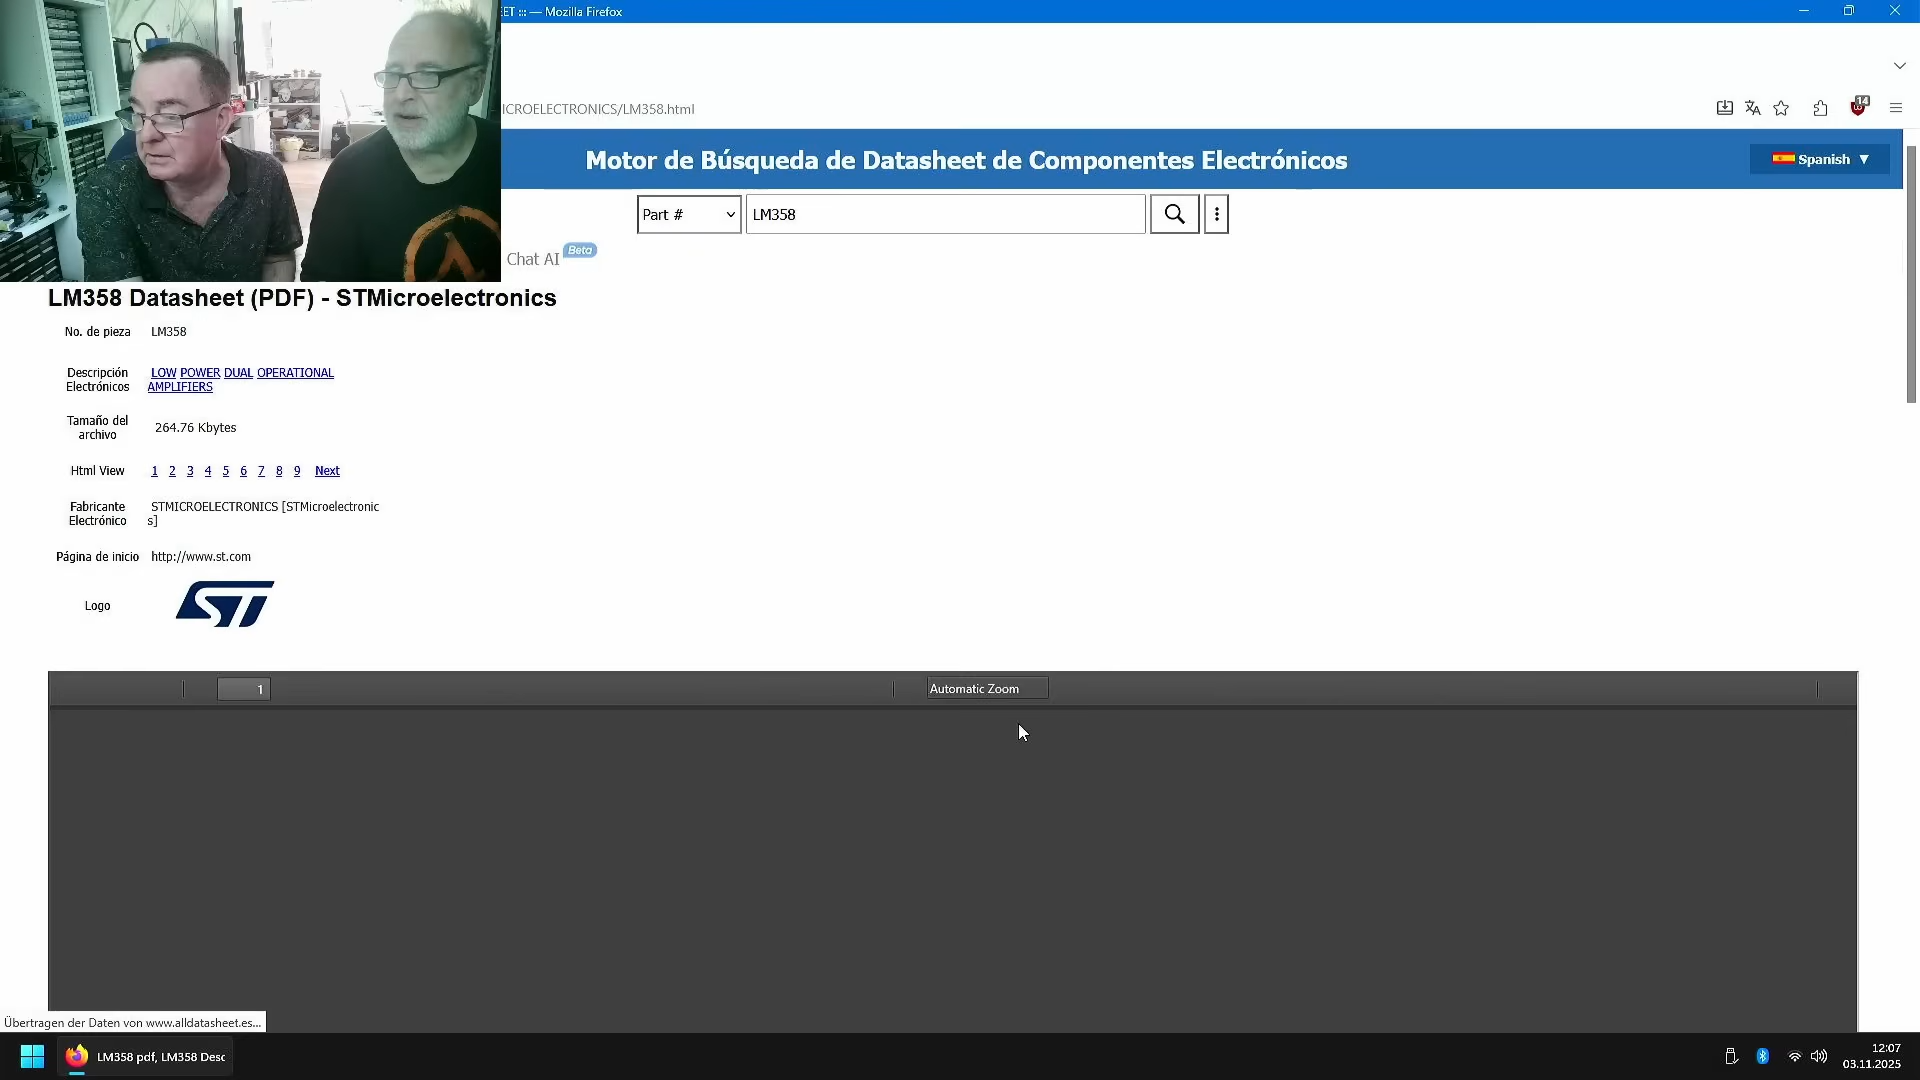 EET ::: — Mozilla Firefox
ICROELECTRONICS/LM358.html
14
Motor de Búsqueda de Datasheet de Componentes Electrónicos
Spanish ▼
Part #
LM358
Chat AI
Beta
LM358 Datasheet (PDF) - STMicroelectronics
No. de pieza LM358
Descripción Electrónicos
LOW POWER DUAL OPERATIONAL
AMPLIFIERS
Tamaño del
archivo
264.76 Kbytes
Html View 1 2 3 4 5 6 7 8 9 Next
Fabricante
Electrónico
STMICROELECTRONICS [STMicroelectronic
s]
Página de inicio http://www.st.com
Logo
ST
1
Automatic Zoom
Übertragen der Daten von www.alldatasheet.es...
LM358 pdf, LM358 Desc
12:07
03.11.2025